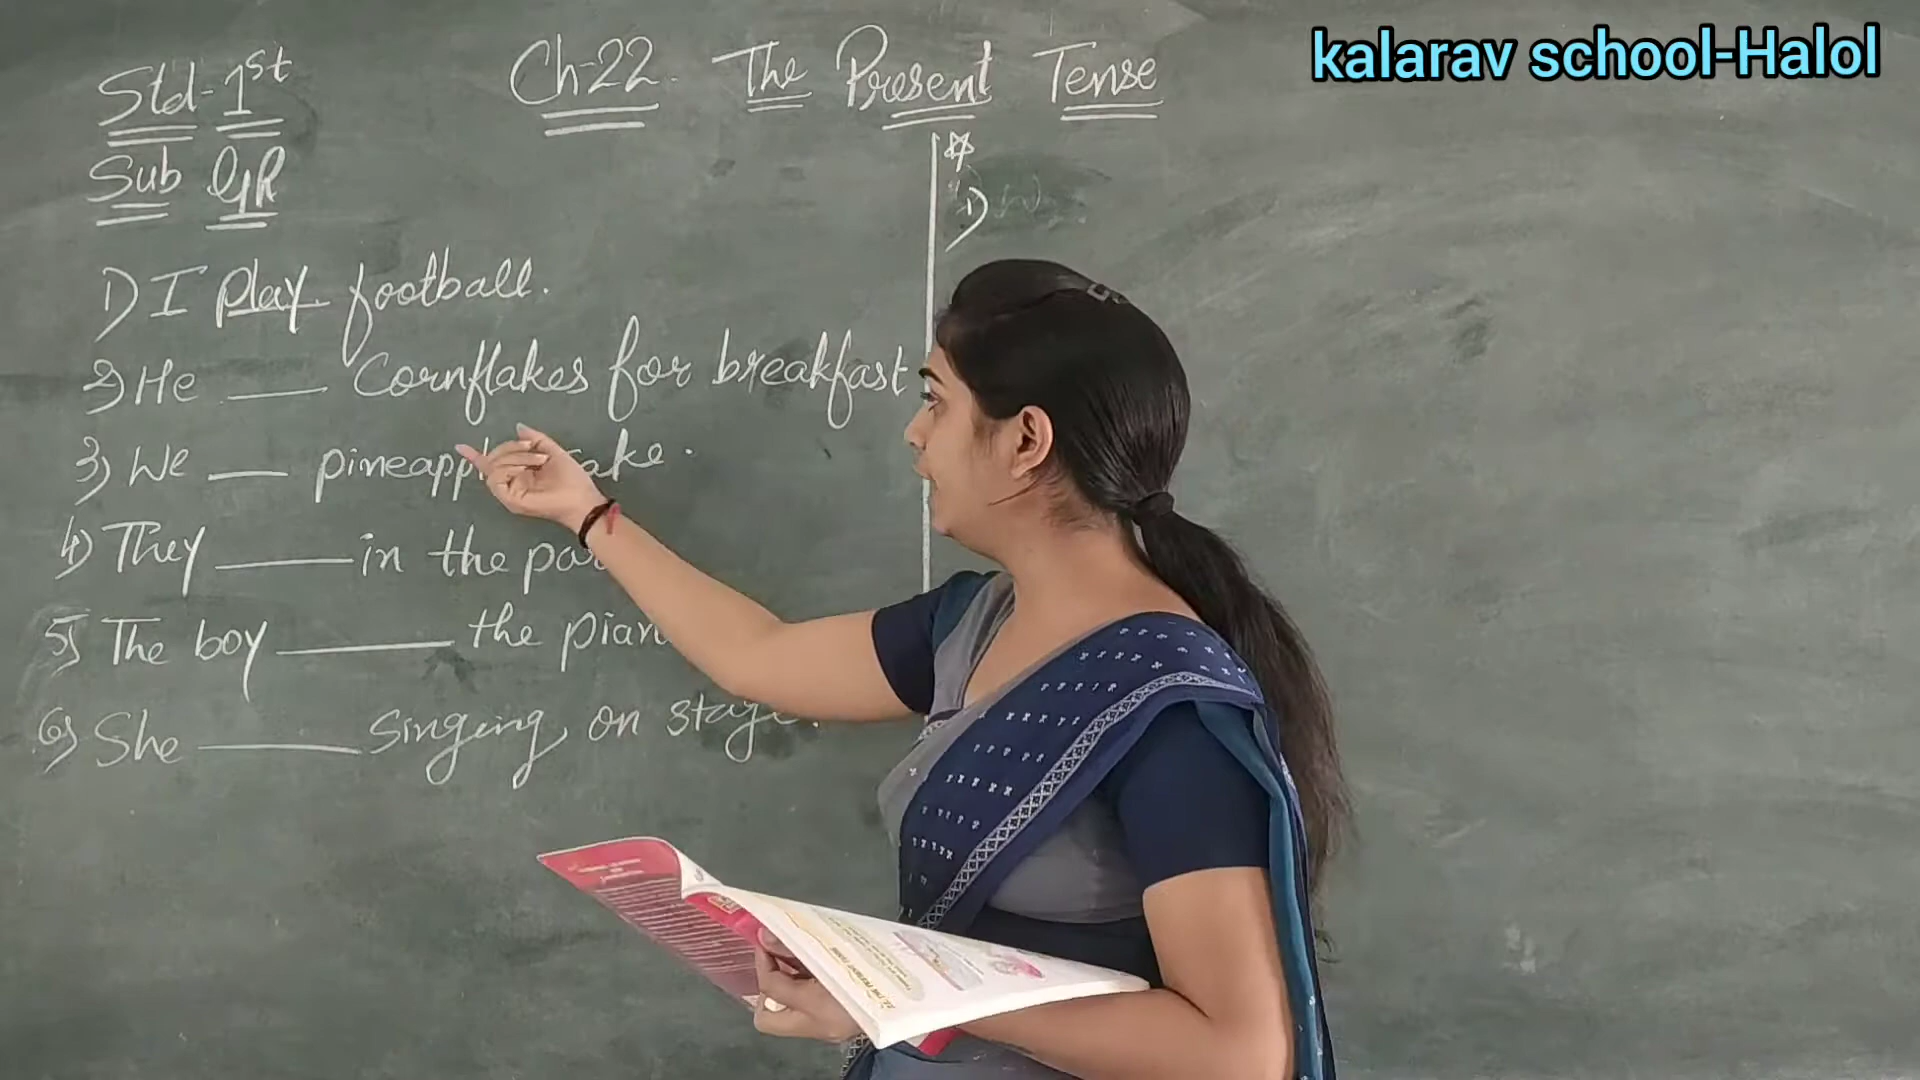 kalarav school-Halol
Std-1st
Ch-22. The Present Tense
Sub GR
1) I Play football.
2) He ___ Cornflakes for breakfast
3) We ___ pineapple cake.
4) They ___ in the
5) The boy ___ the
6) She ___ singing on stage.
1)